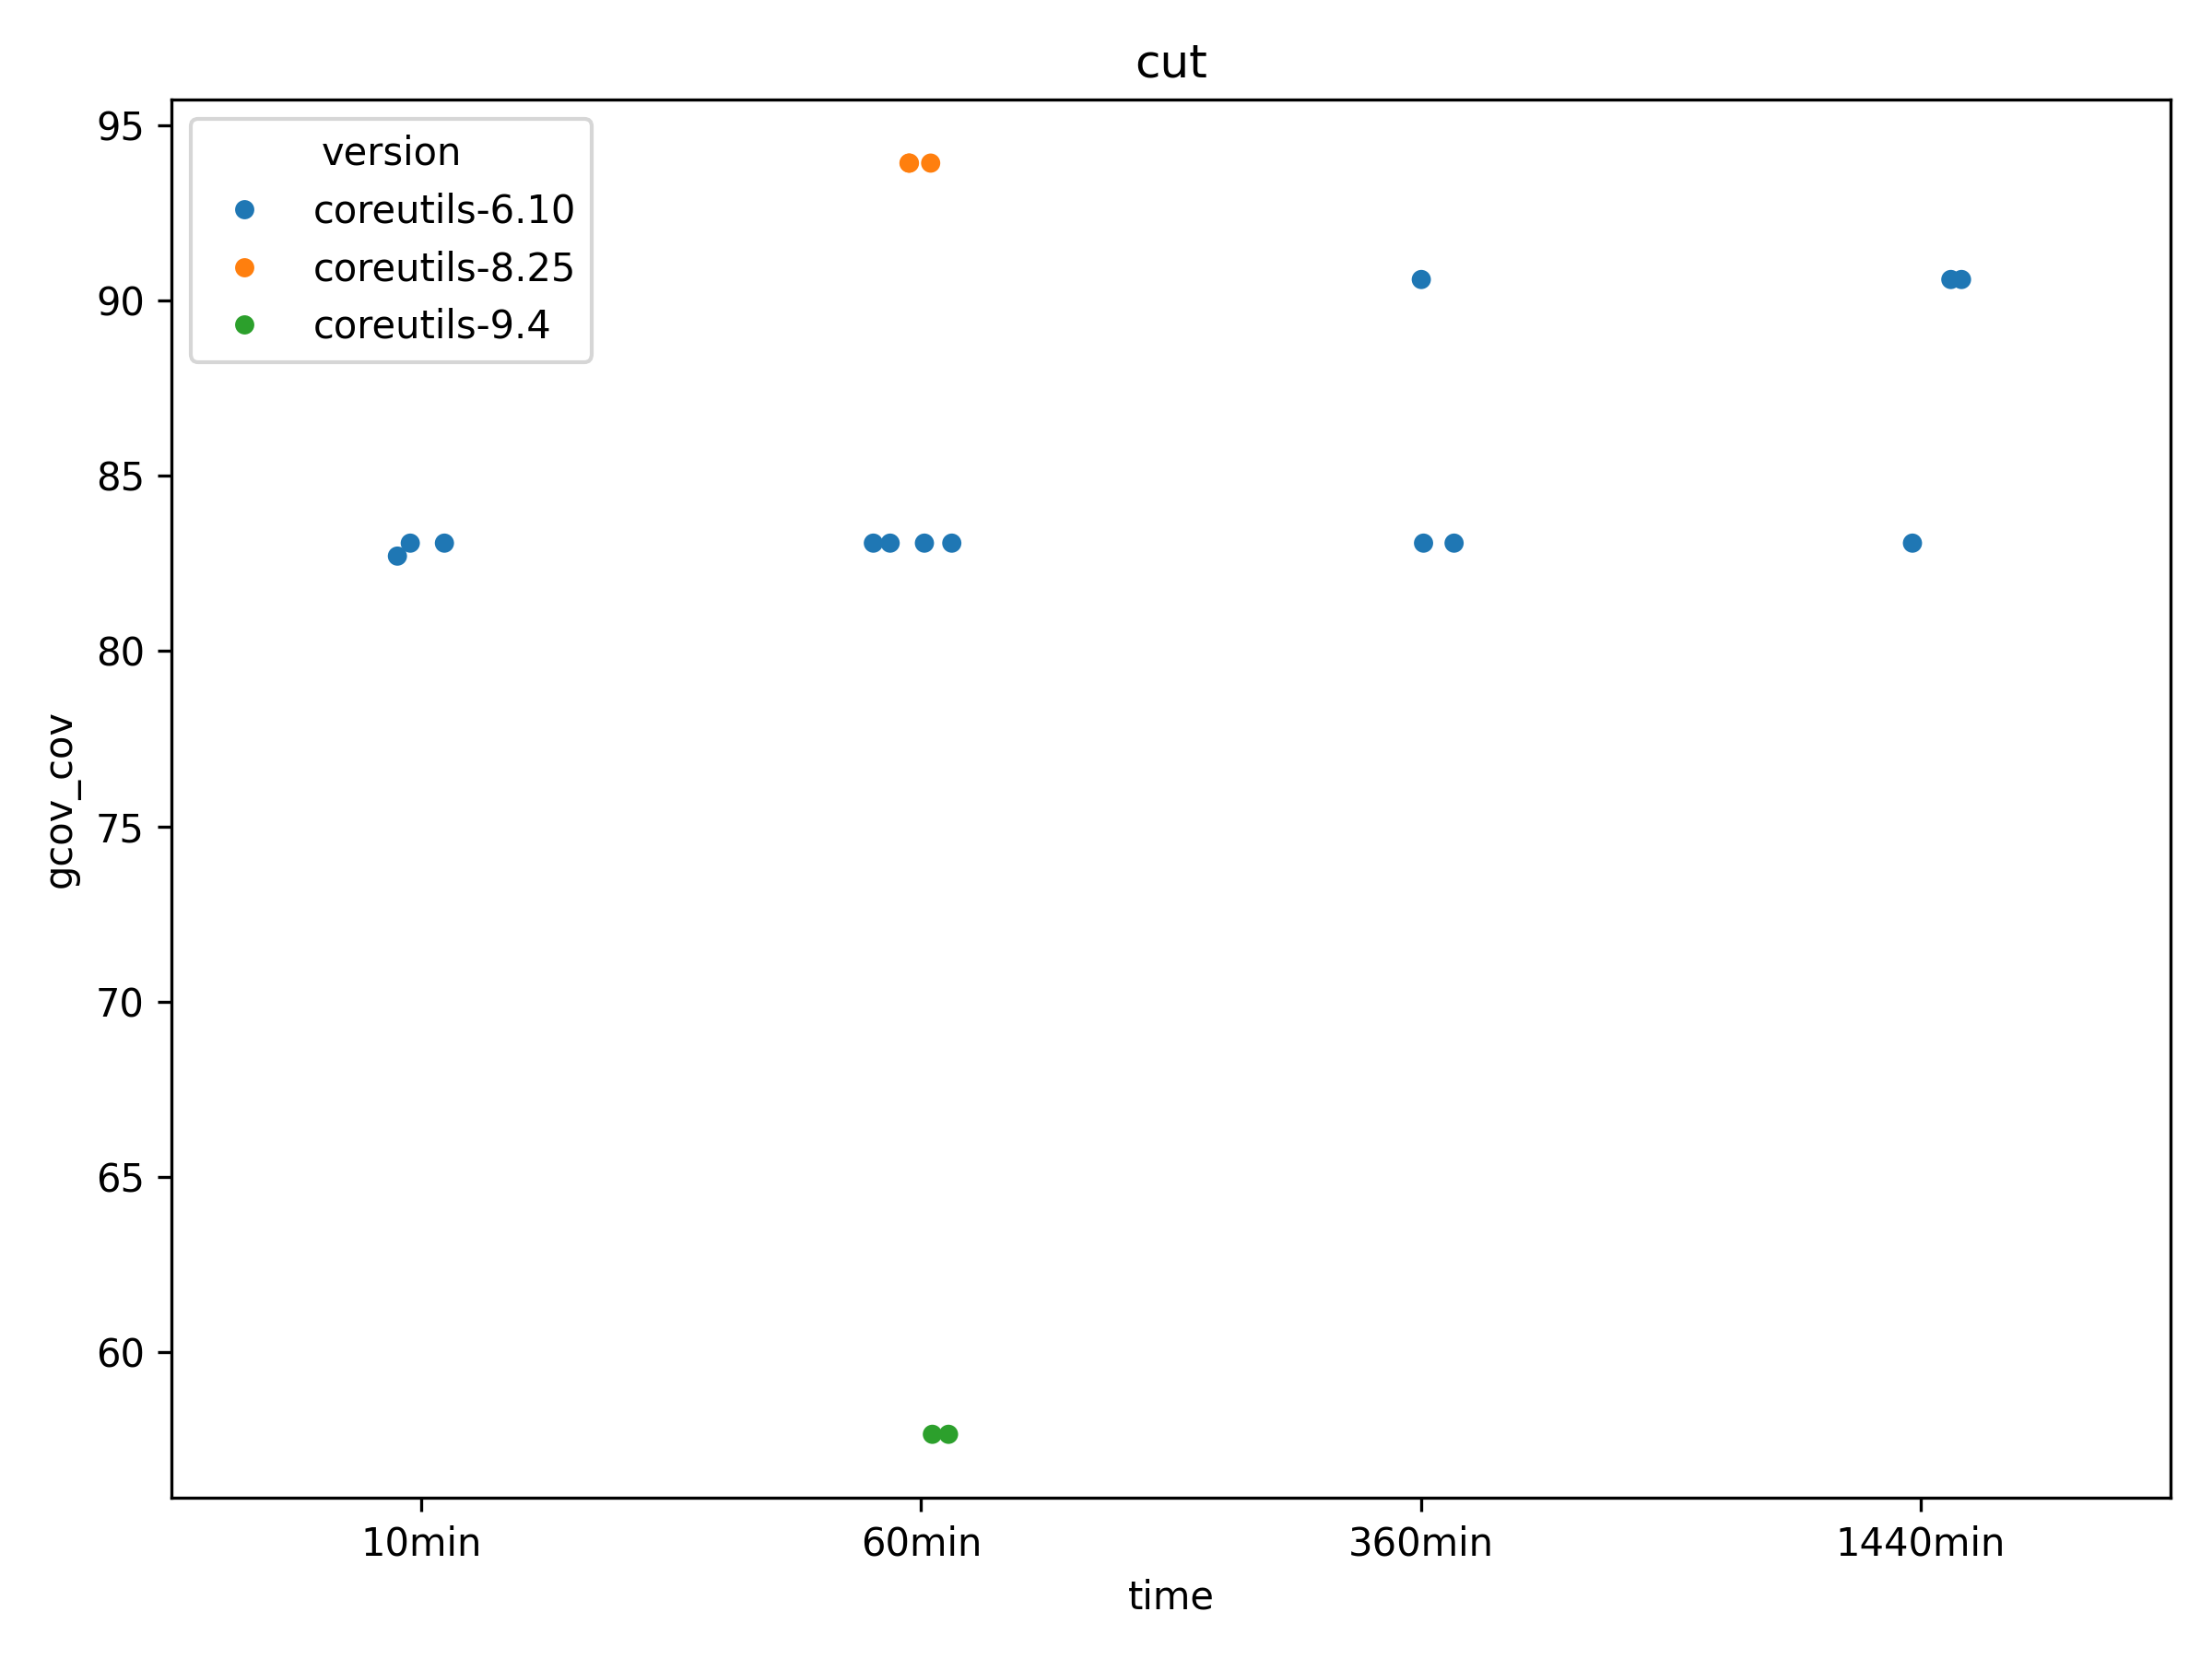 cut
version
coreutils-6.10
coreutils-8.25
coreutils-9.4
95
90
85
80
75
70
65
60
gcov_cov
10min 60min 360min 1440min
time